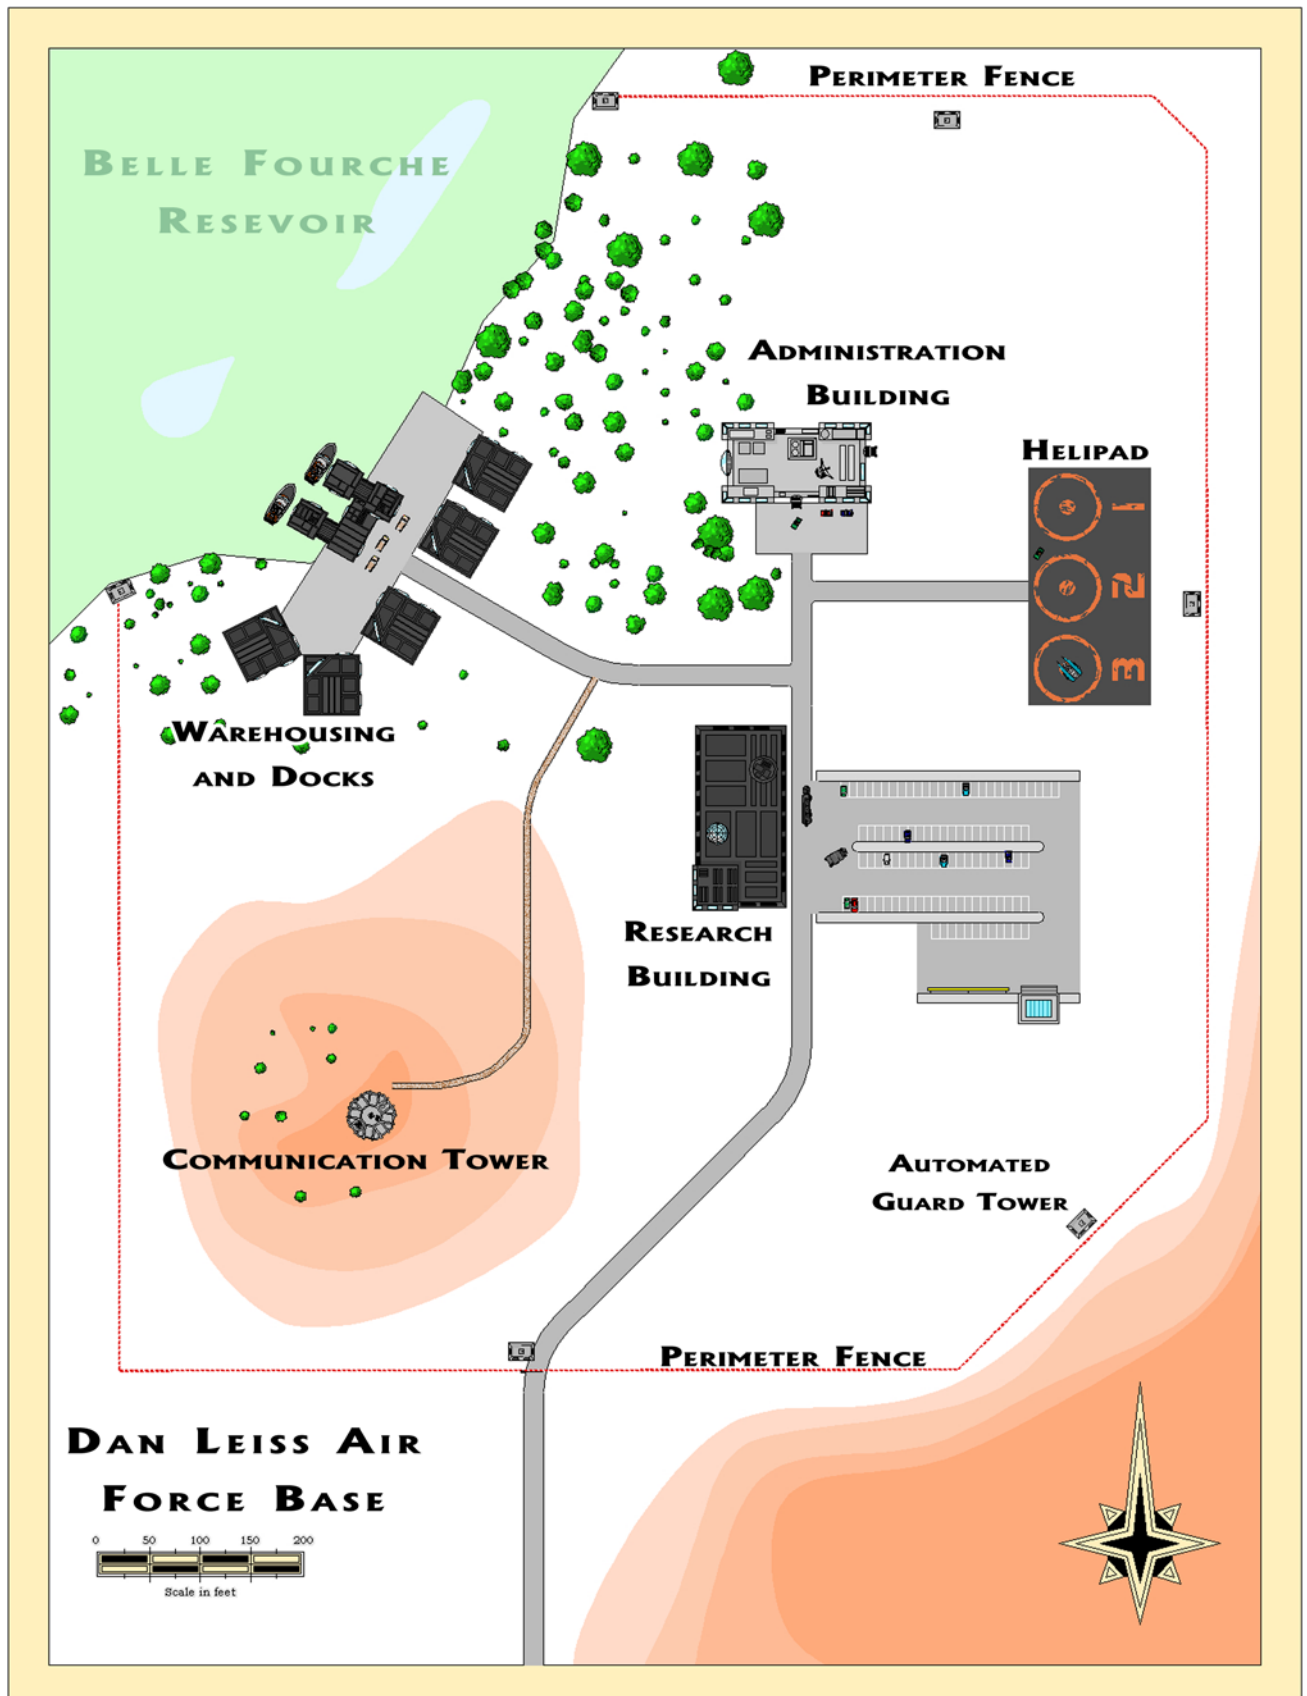 PERIMETER FENCE
BELLE FOURCHE
RESEVOIR
ADMINISTRATION
BUILDING
HELIPAD
1
2
3
WAREHOUSING
AND DOCKS
RESEARCH
BUILDING
COMMUNICATION TOWER
AUTOMATED
GUARD TOWER
PERIMETER FENCE
DAN LEISS AIR
FORCE BASE
0 50 100 150 200
Scale in feet